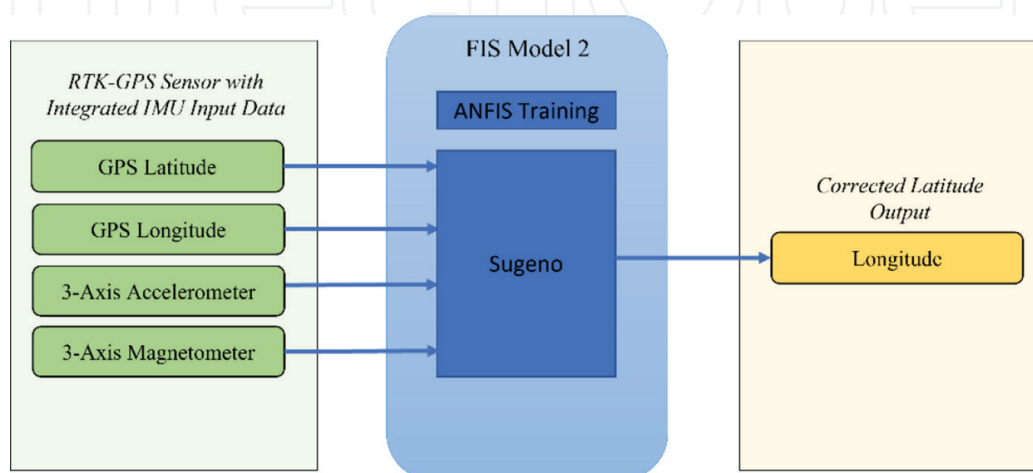 RTK-GPS Sensor with
Integrated IMU Input Data
GPS Latitude
GPS Longitude
3-Axis Accelerometer
3-Axis Magnetometer
FIS Model 2
ANFIS Training
Sugeno
Corrected Latitude
Output
Longitude